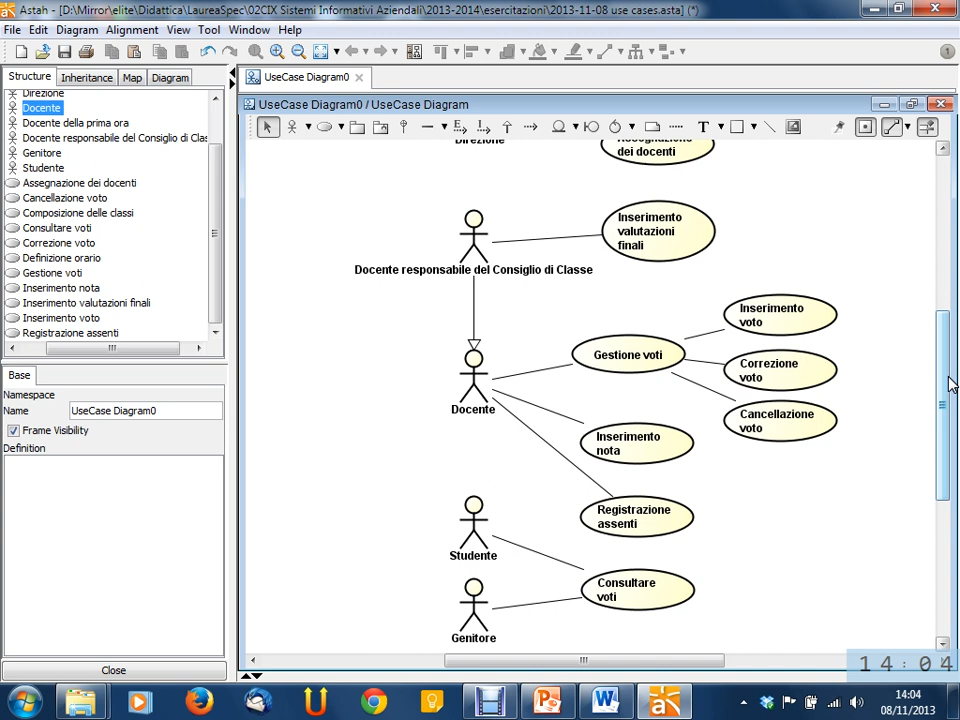 Astah - [D:\Mirror\elite\Didattica\LaureaSpec\02CIX Sistemi Informativi Aziendali\2013-2014\esercitazioni\2013-11-08 use cases.asta] (*)
File Edit Diagram Alignment View Tool Window Help
1
Structure Inheritance Map Diagram
UseCase Diagram0
Direzione
Docente
Docente della prima ora
Docente responsabile del Consiglio di Clas
Genitore
Studente
Assegnazione dei docenti
Cancellazione voto
Composizione delle classi
Consultare voti
Correzione voto
Definizione orario
Gestione voti
Inserimento nota
Inserimento valutazioni finali
Inserimento voto
Registrazione assenti
Base
Namespace
Name UseCase Diagram0
Frame Visibility
Definition
Close
UseCase Diagram0 / UseCase Diagram
E I T
Direzione
Assegnazione
dei docenti
Inserimento
valutazioni
finali
Docente responsabile del Consiglio di Classe
Inserimento
voto
Gestione voti
Correzione
voto
Docente
Cancellazione
voto
Inserimento
nota
Registrazione
assenti
Studente
Consultare
voti
Genitore
14:04
14:04
08/11/2013